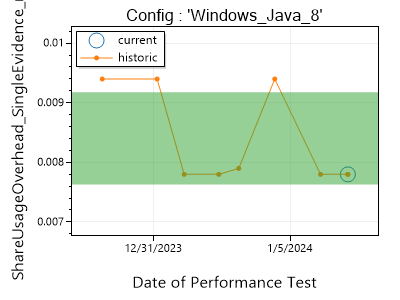 Config : 'Windows_Java_8'
current
historic
0.01
0.009
0.008
0.007
ShareUsageOverhead_SingleEvidence_
12/31/2023
1/5/2024
Date of Performance Test